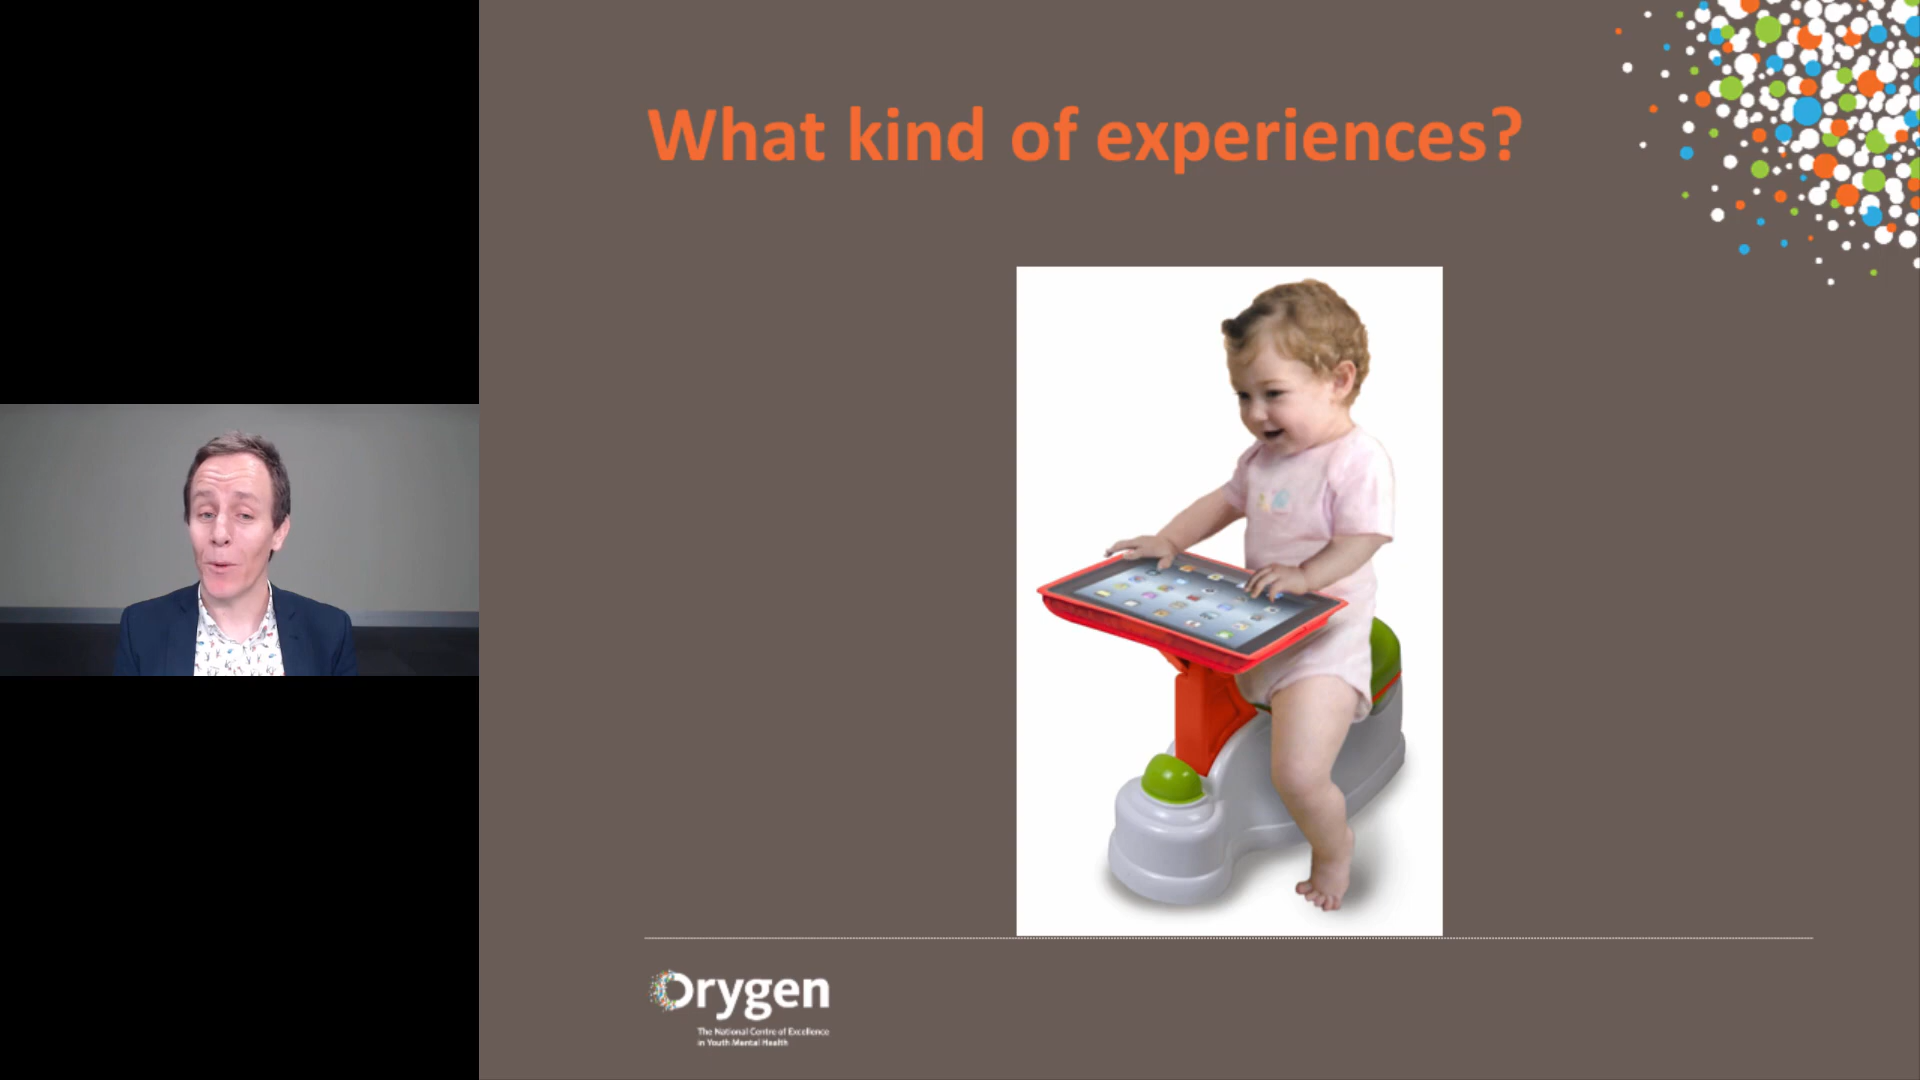 What kind of experiences?
Orygen
The National Centre of Excellence
in Youth Mental Health